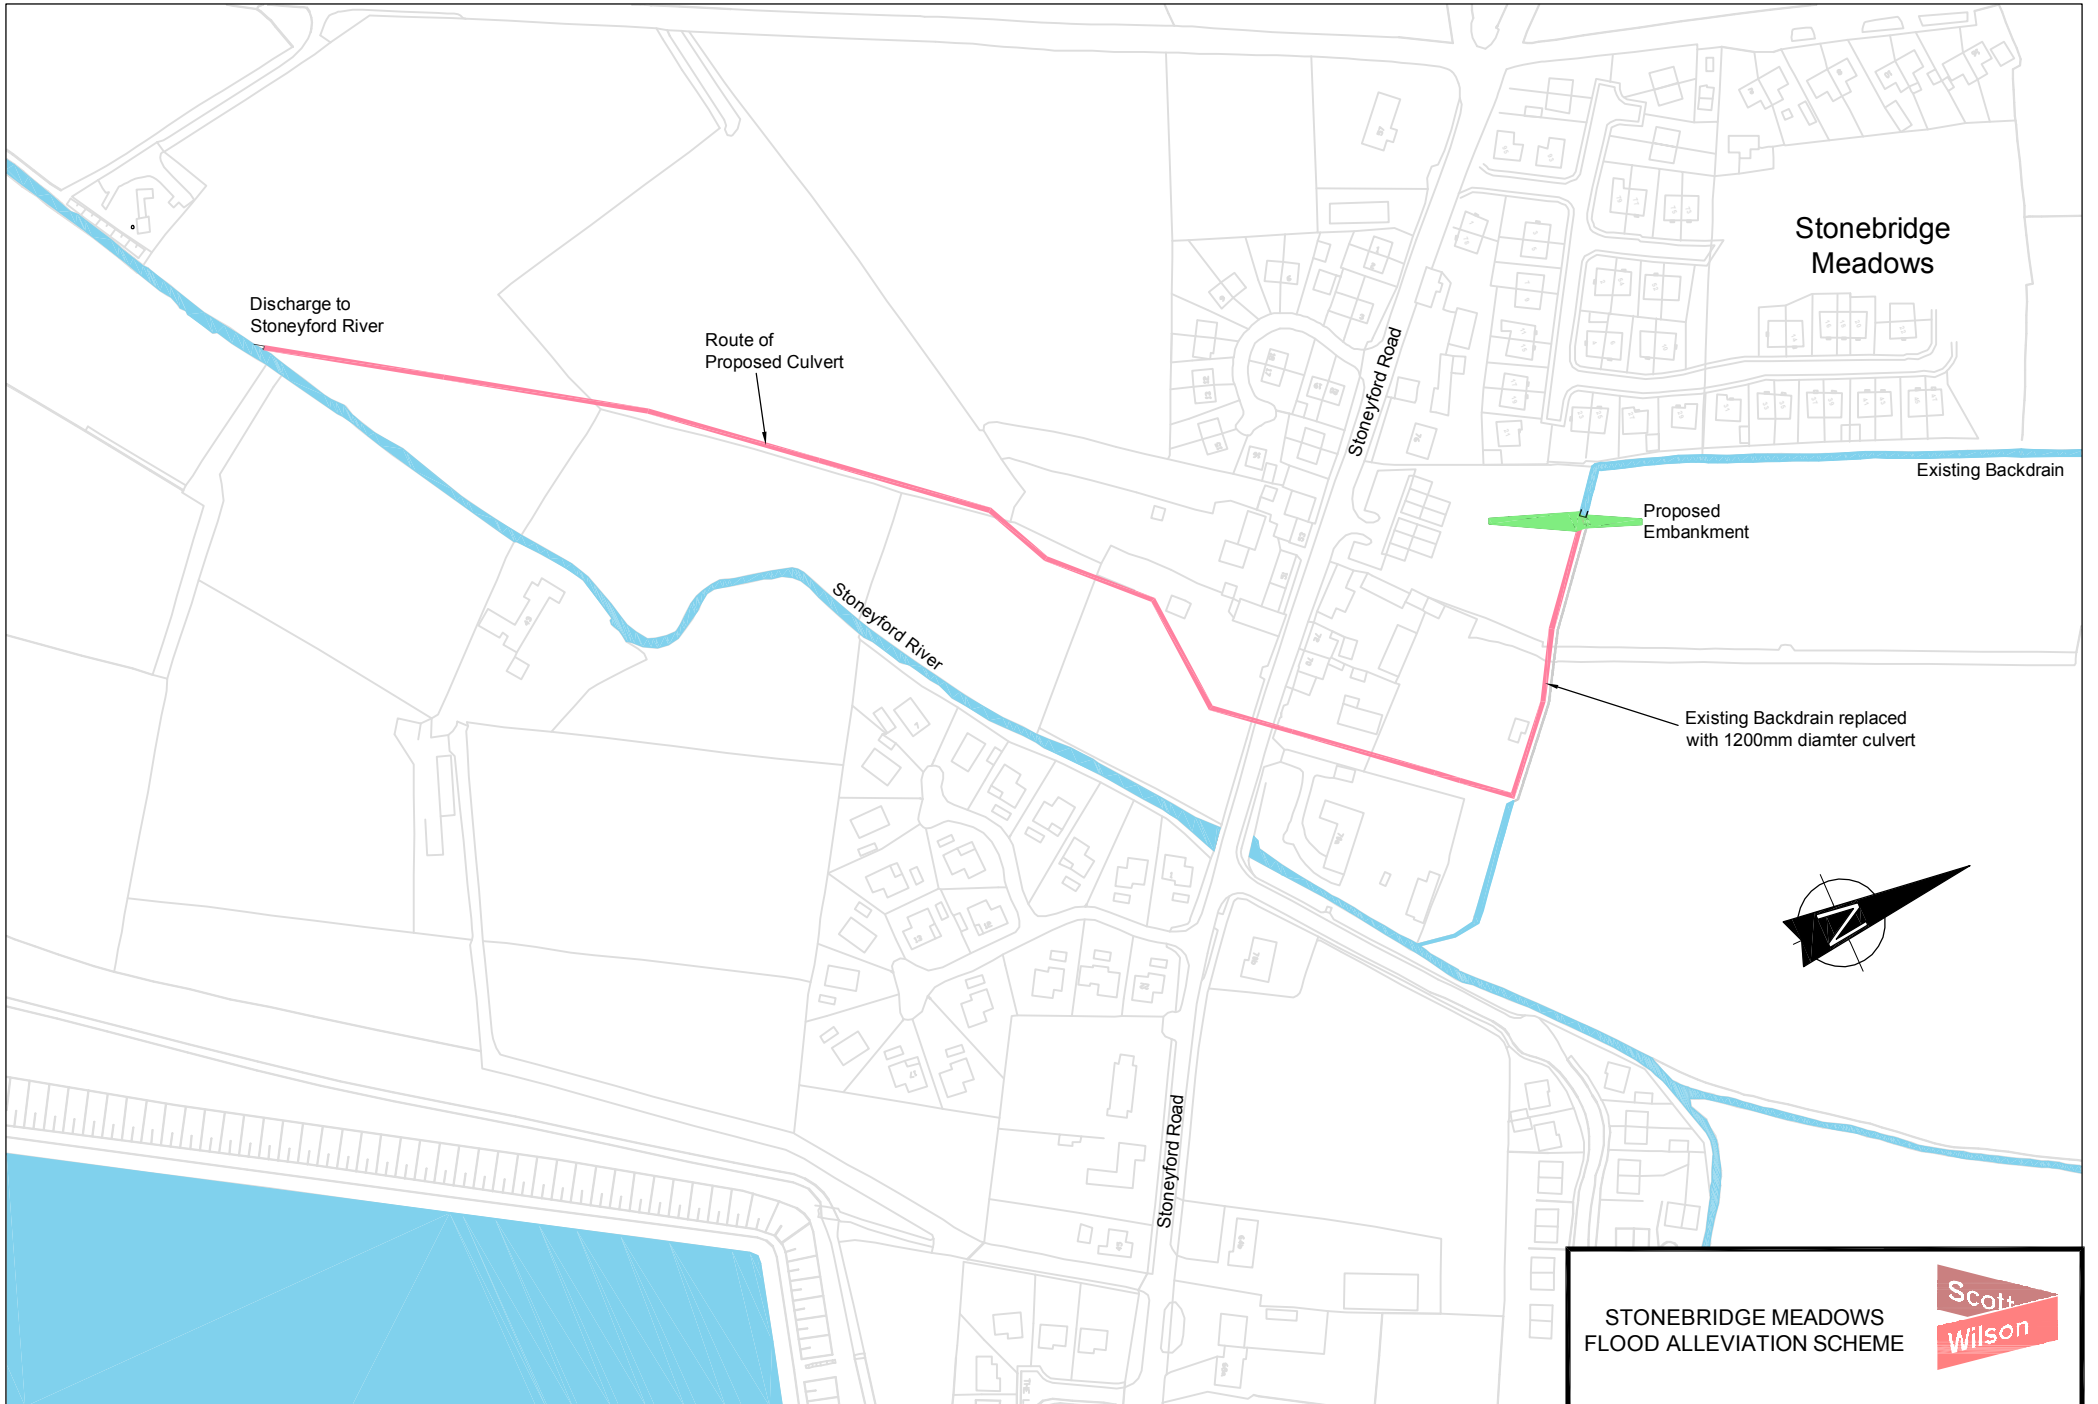 Stonebridge
Meadows
Discharge to
Stoneyford River
Route of
Proposed Culvert
Stoneyford Road
Existing Backdrain
Proposed
Embankment
Stoneyford River
Existing Backdrain replaced
with 1200mm diamter culvert
N
Stoneyford Road
STONEBRIDGE MEADOWS
FLOOD ALLEVIATION SCHEME
Scott
Wilson
THE